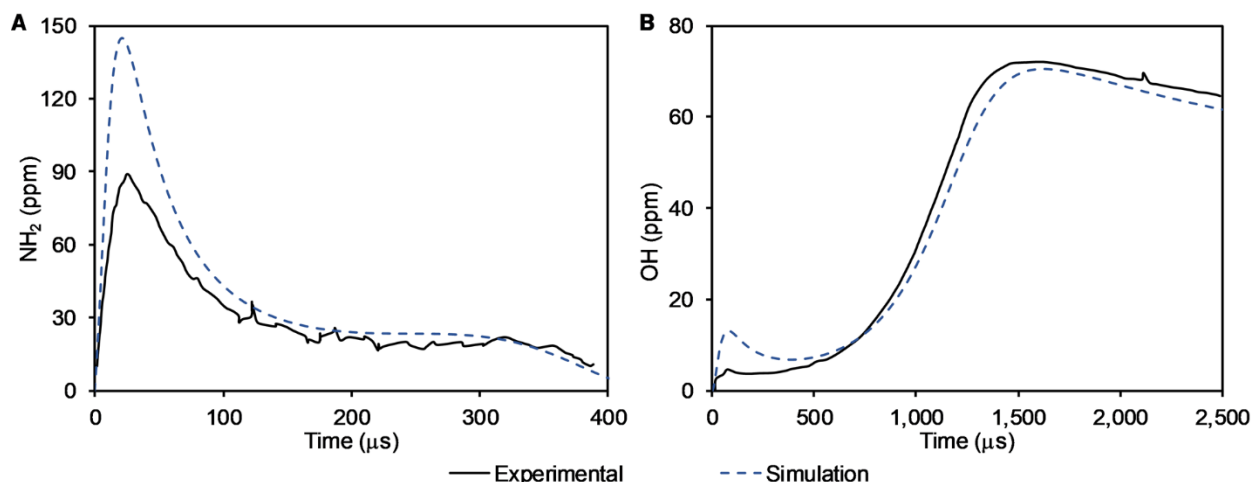 A
150
120
90
60
30
0
NH₂ (ppm)
0 100 200 300 400
Time (μs)
B
80
60
40
20
0
OH (ppm)
0 500 1,000 1,500 2,000 2,500
Time (μs)
Experimental Simulation